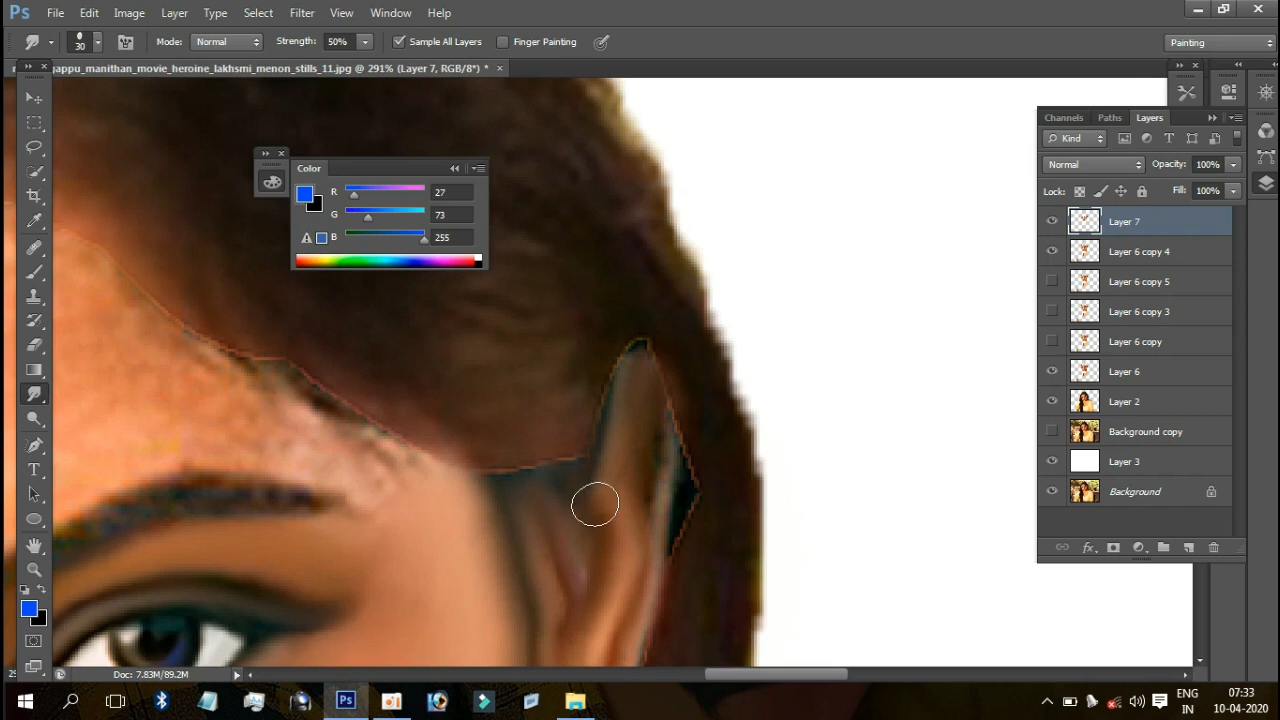 Ps File Edit Image Layer Type Select Filter View Window Help
30 Mode: Normal Strength: 50% Sample All Layers Finger Painting Painting
gappu_manithan_movie_heroine_lakhsmi_menon_stills_11.jpg @ 291% (Layer 7, RGB/8*) *
Color
R 27
G 73
B 255
Channels Paths Layers
Kind
Normal Opacity: 100%
Lock: Fill: 100%
Layer 7
Layer 6 copy 4
Layer 6 copy 5
Layer 6 copy 3
Layer 6 copy
Layer 6
Layer 2
Background copy
Layer 3
Background
fx
T
Doc: 7.83M/89.2M
Ps
ENG
IN
07:33
10-04-2020